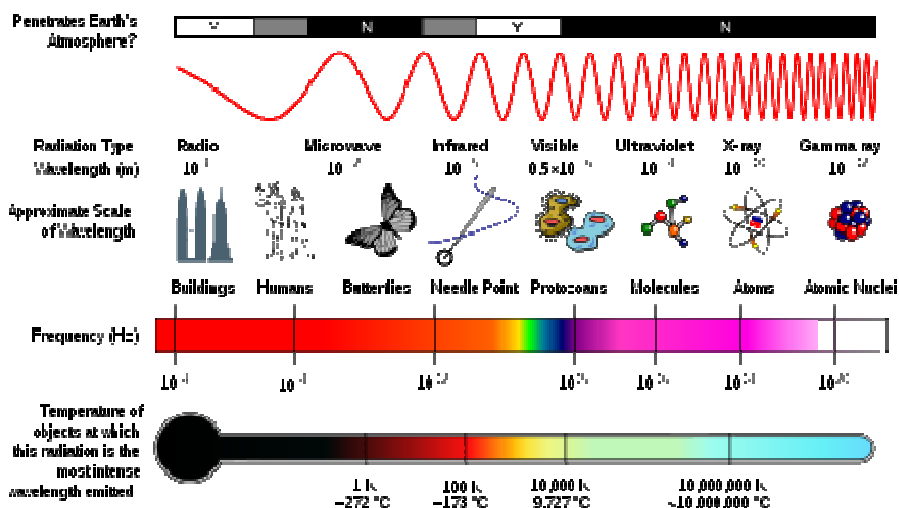 Penetrates Earth's
Atmosphere?
Y N Y N
Radiation Type
Radio Microwave Infrared Visible Ultraviolet X-ray Gamma ray
Wavelength (m)
Approximate Scale
of Wavelength
Buildings Humans Butterflies Needle Point Protozoans Molecules Atoms Atomic Nuclei
Frequency (Hz)
Temperature of
objects at which
this radiation is the
most intense
wavelength emitted
1 K 100 K 10,000 K 10,000,000 K
−272 °C −173 °C 9,727 °C ~10,000,000 °C